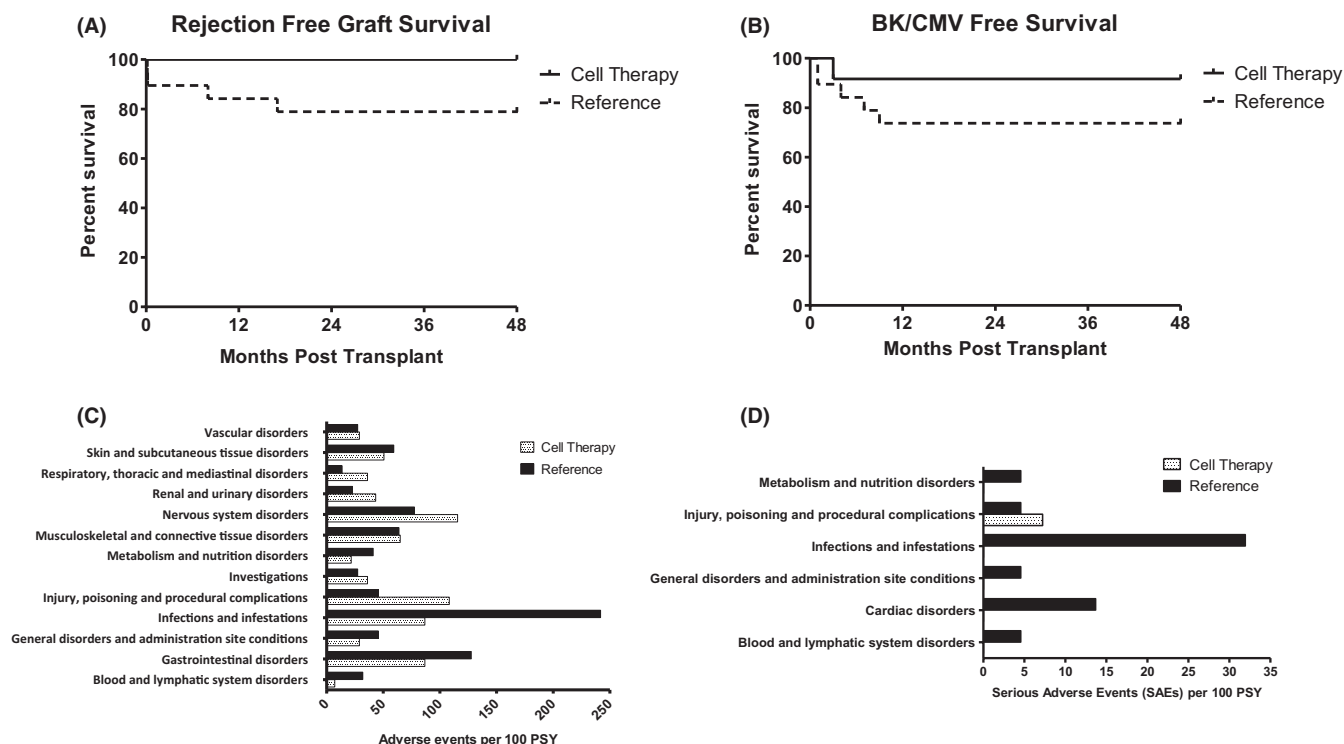 (A)
Rejection Free Graft Survival
100
80
60
40
20
0
Percent survival
0 12 24 36 48
Months Post Transplant
Cell Therapy
Reference
(B)
BK/CMV Free Survival
100
80
60
40
20
0
Percent survival
0 12 24 36 48
Months Post Transplant
Cell Therapy
Reference
(C)
Vascular disorders
Skin and subcutaneous tissue disorders
Respiratory, thoracic and mediastinal disorders
Renal and urinary disorders
Nervous system disorders
Musculoskeletal and connective tissue disorders
Metabolism and nutrition disorders
Investigations
Injury, poisoning and procedural complications
Infections and infestations
General disorders and administration site conditions
Gastrointestinal disorders
Blood and lymphatic system disorders
Cell Therapy
Reference
0 50 100 150 200 250
Adverse events per 100 PSY
(D)
Cell Therapy
Reference
Metabolism and nutrition disorders
Injury, poisoning and procedural complications
Infections and infestations
General disorders and administration site conditions
Cardiac disorders
Blood and lymphatic system disorders
0 5 10 15 20 25 30 35
Serious Adverse Events (SAEs) per 100 PSY